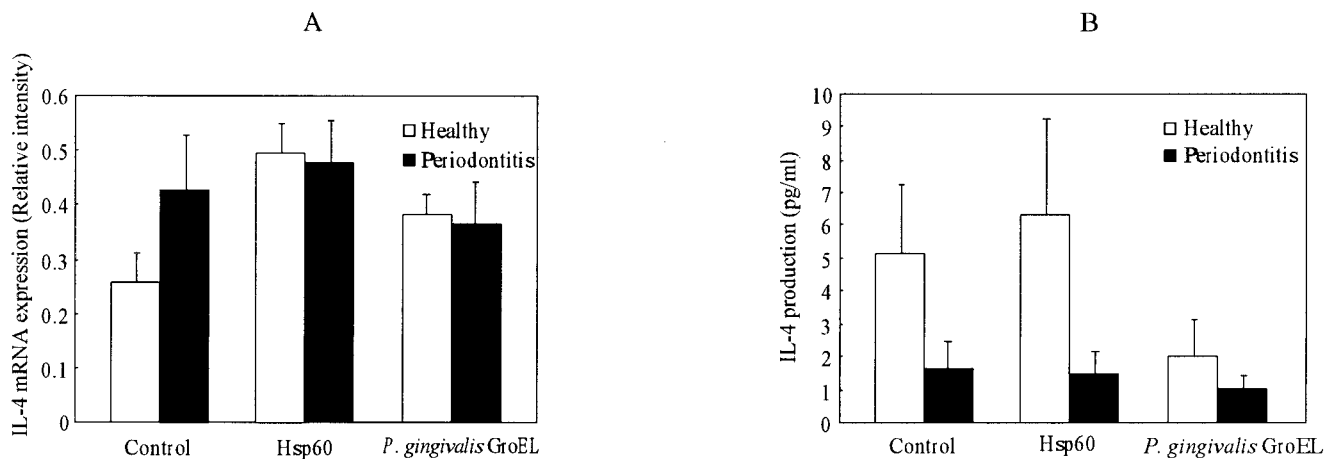 A
IL-4 mRNA expression (Relative intensity)
0.6
0.5
0.4
0.3
0.2
0.1
0
Healthy
Periodontitis
Control
Hsp60
P. gingivalis GroEL
B
IL-4 production (pg/ml)
10
9
8
7
6
5
4
3
2
1
0
Healthy
Periodontitis
Control
Hsp60
P. gingivalis GroEL